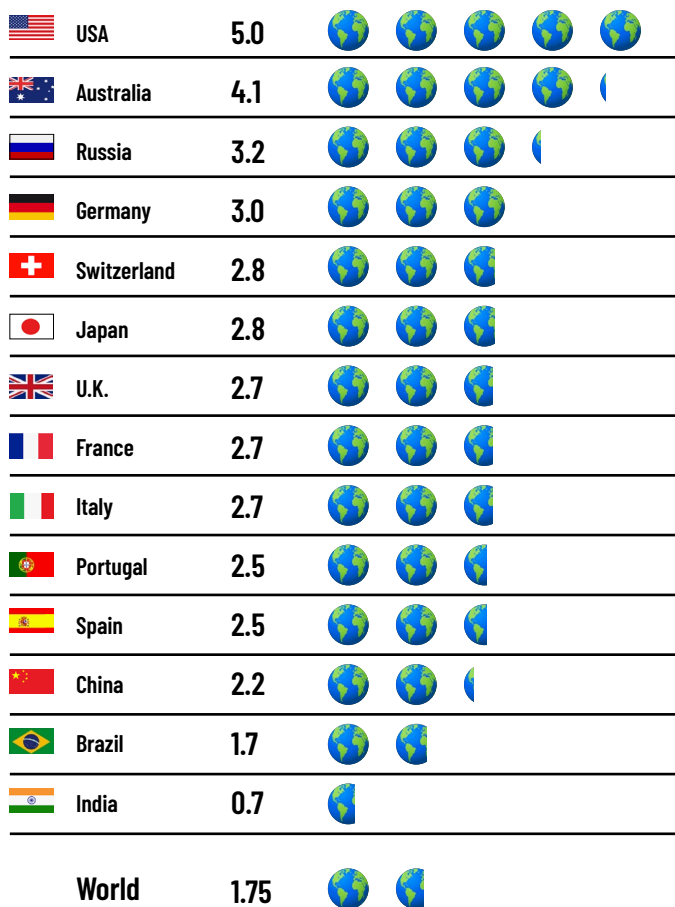 USA 5.0
Australia 4.1
Russia 3.2
Germany 3.0
Switzerland 2.8
Japan 2.8
U.K. 2.7
France 2.7
Italy 2.7
Portugal 2.5
Spain 2.5
China 2.2
Brazil 1.7
India 0.7
World 1.75